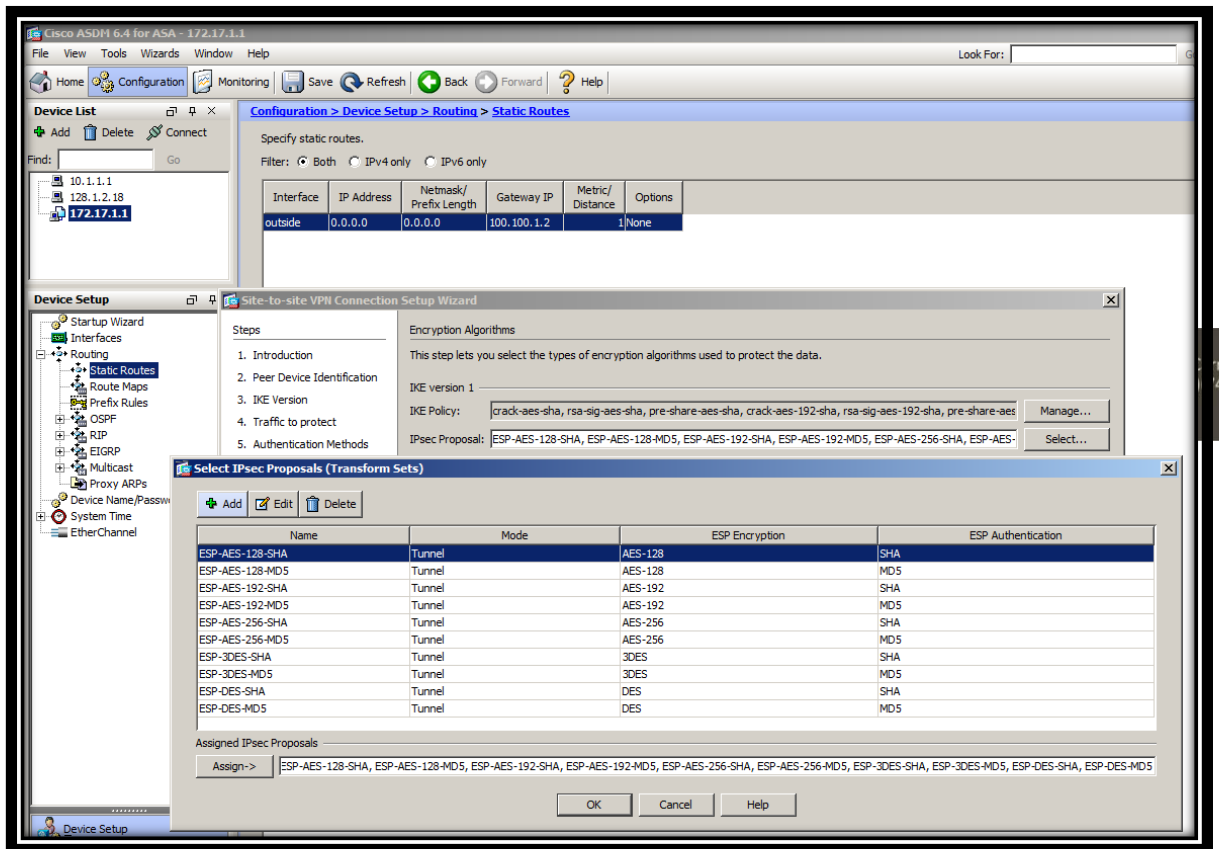 Cisco ASDM 6.4 for ASA - 172.17.1.1
File View Tools Wizards Window Help Look For:
Home Configuration Monitoring Save Refresh Back Forward Help
Device List
Add Delete Connect
Find: Go
10.1.1.1
128.1.2.18
172.17.1.1
Configuration > Device Setup > Routing > Static Routes
Specify static routes.
Filter: Both IPv4 only IPv6 only
Interface IP Address Netmask/ Prefix Length Gateway IP Metric/ Distance Options
outside 0.0.0.0 0.0.0.0 100.100.1.2 1 None
Device Setup
Startup Wizard
Interfaces
Routing
Static Routes
Route Maps
Prefix Rules
OSPF
RIP
EIGRP
Multicast
Proxy ARPs
Device Name/Passw
System Time
EtherChannel
Device Setup
Site-to-site VPN Connection Setup Wizard
Steps
1. Introduction
2. Peer Device Identification
3. IKE Version
4. Traffic to protect
5. Authentication Methods
Encryption Algorithms
This step lets you select the types of encryption algorithms used to protect the data.
IKE version 1
IKE Policy: crack-aes-sha, rsa-sig-aes-sha, pre-share-aes-sha, crack-aes-192-sha, rsa-sig-aes-192-sha, pre-share-aes Manage...
IPsec Proposal: ESP-AES-128-SHA, ESP-AES-128-MD5, ESP-AES-192-SHA, ESP-AES-192-MD5, ESP-AES-256-SHA, ESP-AES- Select...
Select IPsec Proposals (Transform Sets)
Add Edit Delete
Name Mode ESP Encryption ESP Authentication
ESP-AES-128-SHA Tunnel AES-128 SHA
ESP-AES-128-MD5 Tunnel AES-128 MD5
ESP-AES-192-SHA Tunnel AES-192 SHA
ESP-AES-192-MD5 Tunnel AES-192 MD5
ESP-AES-256-SHA Tunnel AES-256 SHA
ESP-AES-256-MD5 Tunnel AES-256 MD5
ESP-3DES-SHA Tunnel 3DES SHA
ESP-3DES-MD5 Tunnel 3DES MD5
ESP-DES-SHA Tunnel DES SHA
ESP-DES-MD5 Tunnel DES MD5
Assigned IPsec Proposals
Assign-> ESP-AES-128-SHA, ESP-AES-128-MD5, ESP-AES-192-SHA, ESP-AES-192-MD5, ESP-AES-256-SHA, ESP-AES-256-MD5, ESP-3DES-SHA, ESP-3DES-MD5, ESP-DES-SHA, ESP-DES-MD5
OK Cancel Help